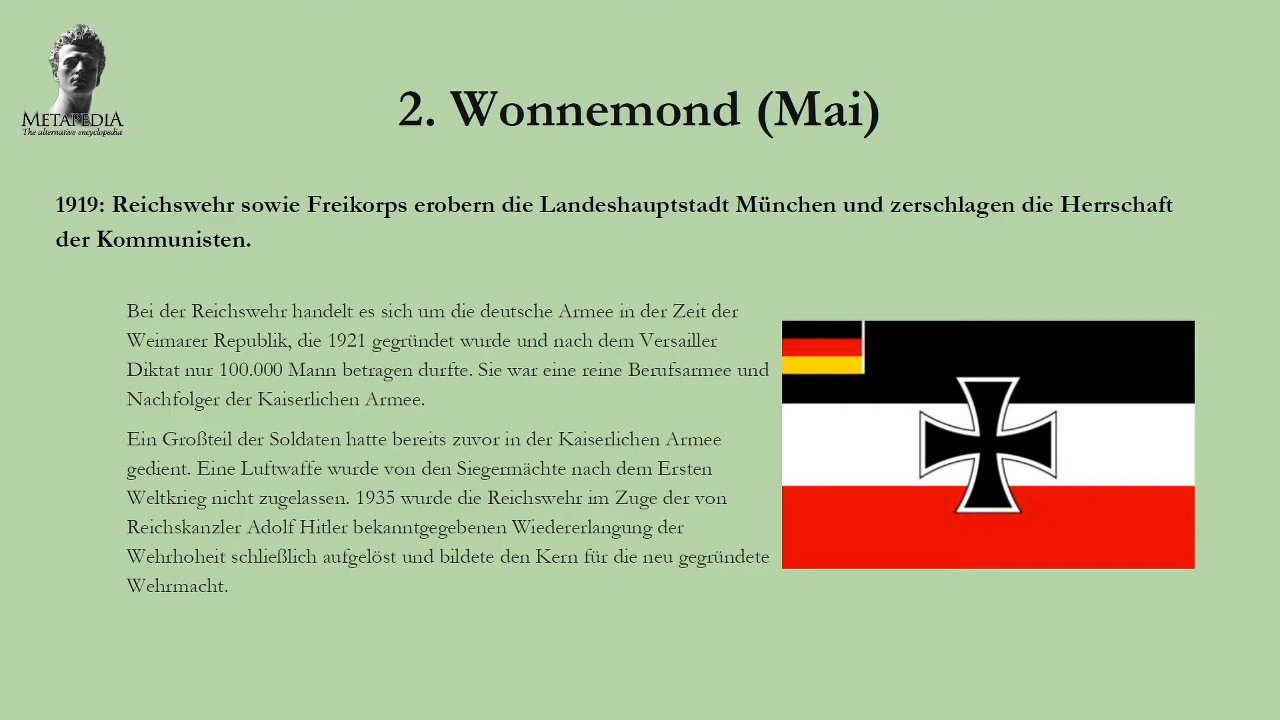 METAPEDIA
The alternative encyclopedia
2. Wonnemond (Mai)
1919: Reichswehr sowie Freikorps erobern die Landeshauptstadt München und zerschlagen die Herrschaft
der Kommunisten.
Bei der Reichswehr handelt es sich um die deutsche Armee in der Zeit der
Weimarer Republik, die 1921 gegründet wurde und nach dem Versailler
Diktat nur 100.000 Mann betragen durfte. Sie war eine reine Berufsarmee und
Nachfolger der Kaiserlichen Armee.
Ein Großteil der Soldaten hatte bereits zuvor in der Kaiserlichen Armee
gedient. Eine Luftwaffe wurde von den Siegermächte nach dem Ersten
Weltkrieg nicht zugelassen. 1935 wurde die Reichswehr im Zuge der von
Reichskanzler Adolf Hitler bekanntgegebenen Wiedererlangung der
Wehrhoheit schließlich aufgelöst und bildete den Kern für die neu gegründete
Wehrmacht.